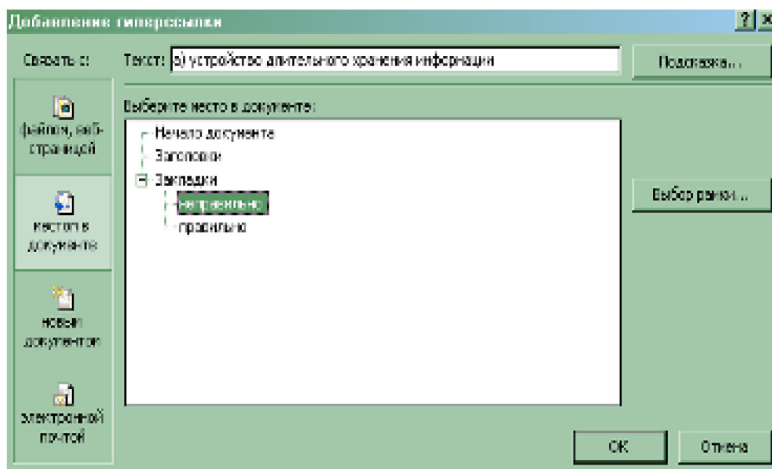 Добавление гиперссылки
Связать с:
Текст: а) устройство длительного хранения информации
Подсказка...
Выберите место в документе:
файлом, веб-
страницей
Начало документа
Заголовки
Закладки
неправильно
правильно
Выбор рамки...
местом в
документе
новым
документом
электронной
почтой
ОК
Отмена